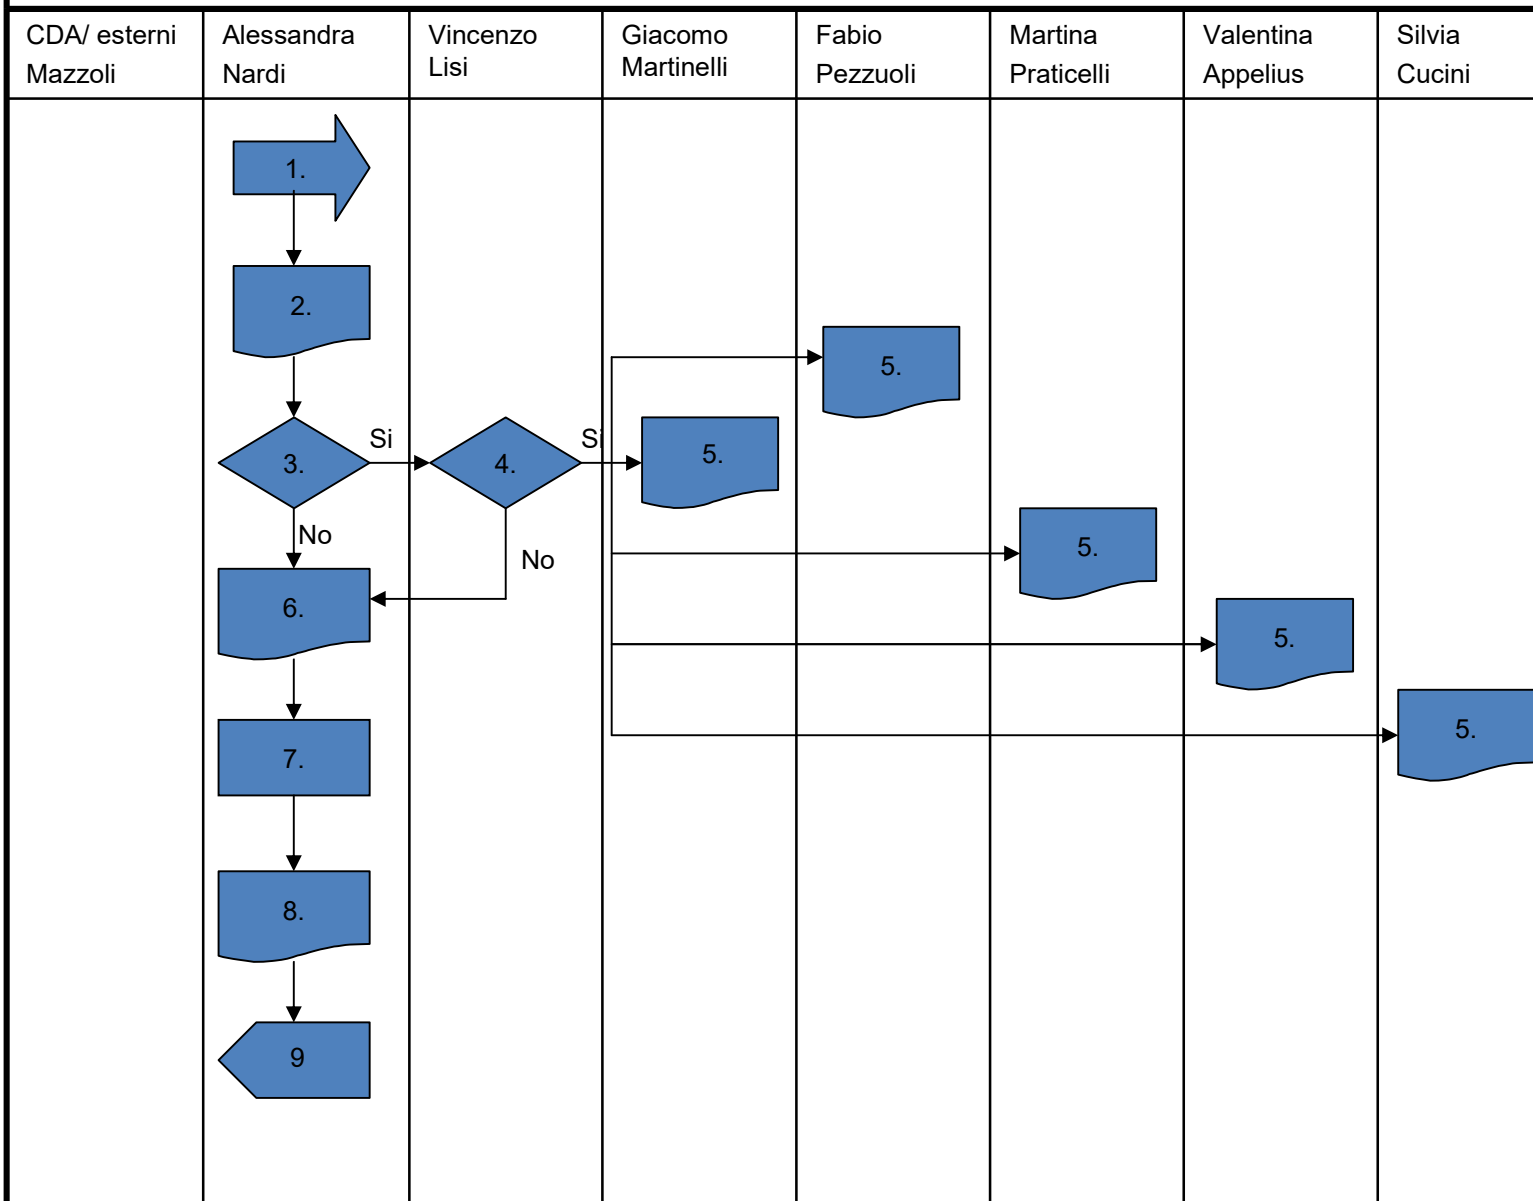 CDA/ esterni
Mazzoli
Alessandra
Nardi
Vincenzo
Lisi
Giacomo
Martinelli
Fabio
Pezzuoli
Martina
Praticelli
Valentina
Appelius
Silvia
Cucini
1.
2.
5.
Si
Si
3.
4.
5.
No
No
5.
6.
5.
7.
5.
8.
9